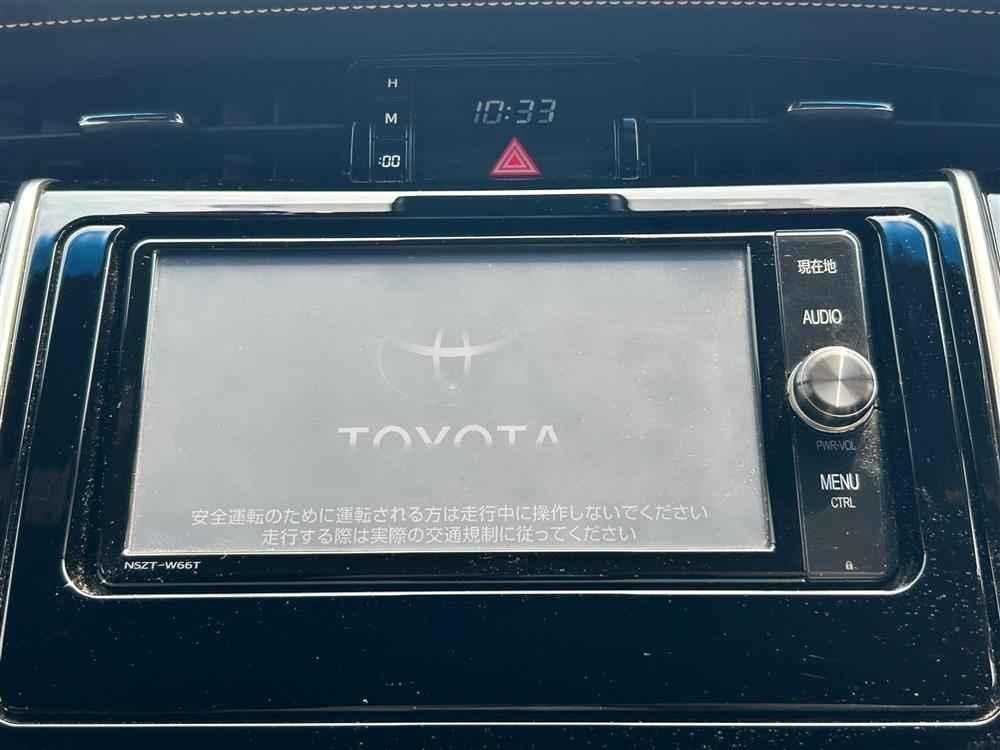 H
M
:00
10:33
現在地
AUDIO
PWR·VOL
MENU
CTRL
TOYOTA
安全運転のために運転される方は走行中に操作しないでください
走行する際は実際の交通規制に従ってください
NSZT-W66T